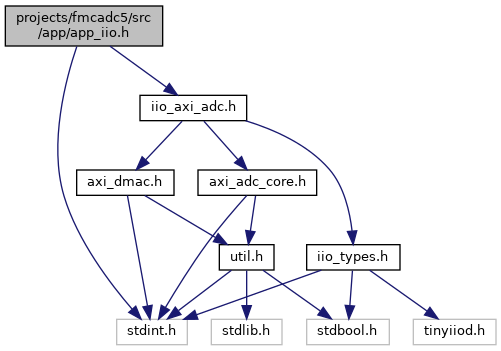 projects/fmcadc5/src
/app/app_iio.h
iio_axi_adc.h
axi_dmac.h
axi_adc_core.h
util.h
iio_types.h
stdint.h
stdlib.h
stdbool.h
tinyiiod.h